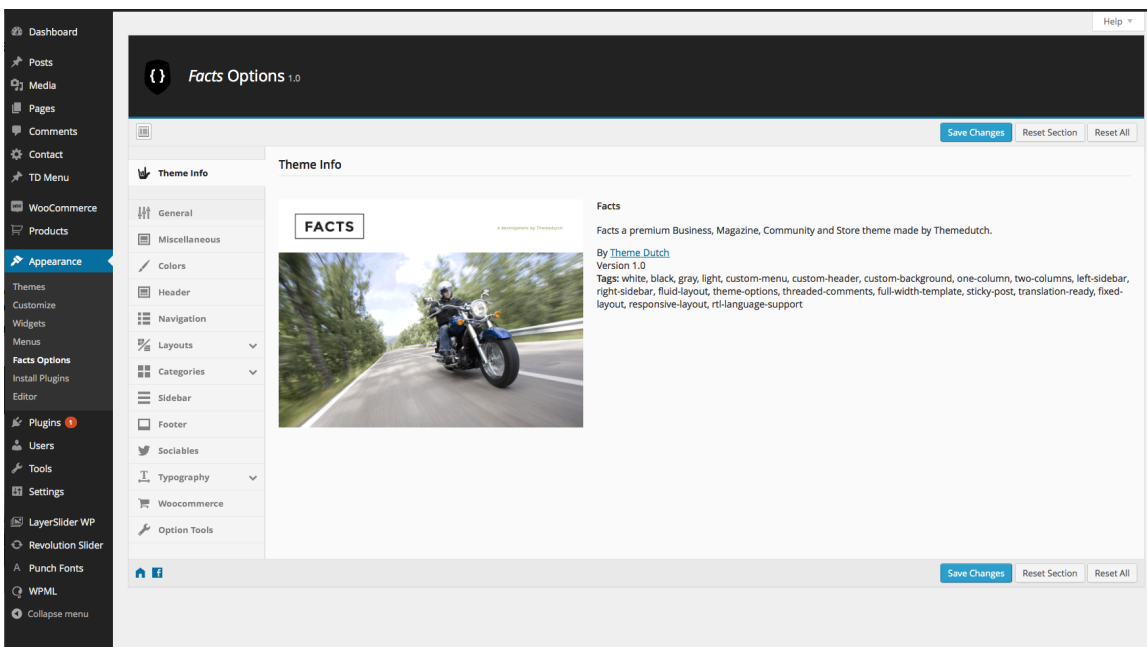 Help
Dashboard
Posts
Media
Pages
Comments
Contact
TD Menu
WooCommerce
Products
Appearance
Themes
Customize
Widgets
Menus
Facts Options
Install Plugins
Editor
Plugins 1
Users
Tools
Settings
LayerSlider WP
Revolution Slider
Punch Fonts
WPML
Collapse menu
Facts Options 1.0
Save Changes Reset Section Reset All
Theme Info
General
Miscellaneous
Colors
Header
Navigation
Layouts
Categories
Sidebar
Footer
Sociables
Typography
Woocommerce
Option Tools
Theme Info
FACTS
a development by Themedutch
Facts
Facts a premium Business, Magazine, Community and Store theme made by Themedutch.
By Theme Dutch
Version 1.0
Tags: white, black, gray, light, custom-menu, custom-header, custom-background, one-column, two-columns, left-sidebar,
right-sidebar, fluid-layout, theme-options, threaded-comments, full-width-template, sticky-post, translation-ready, fixed-
layout, responsive-layout, rtl-language-support
Save Changes Reset Section Reset All